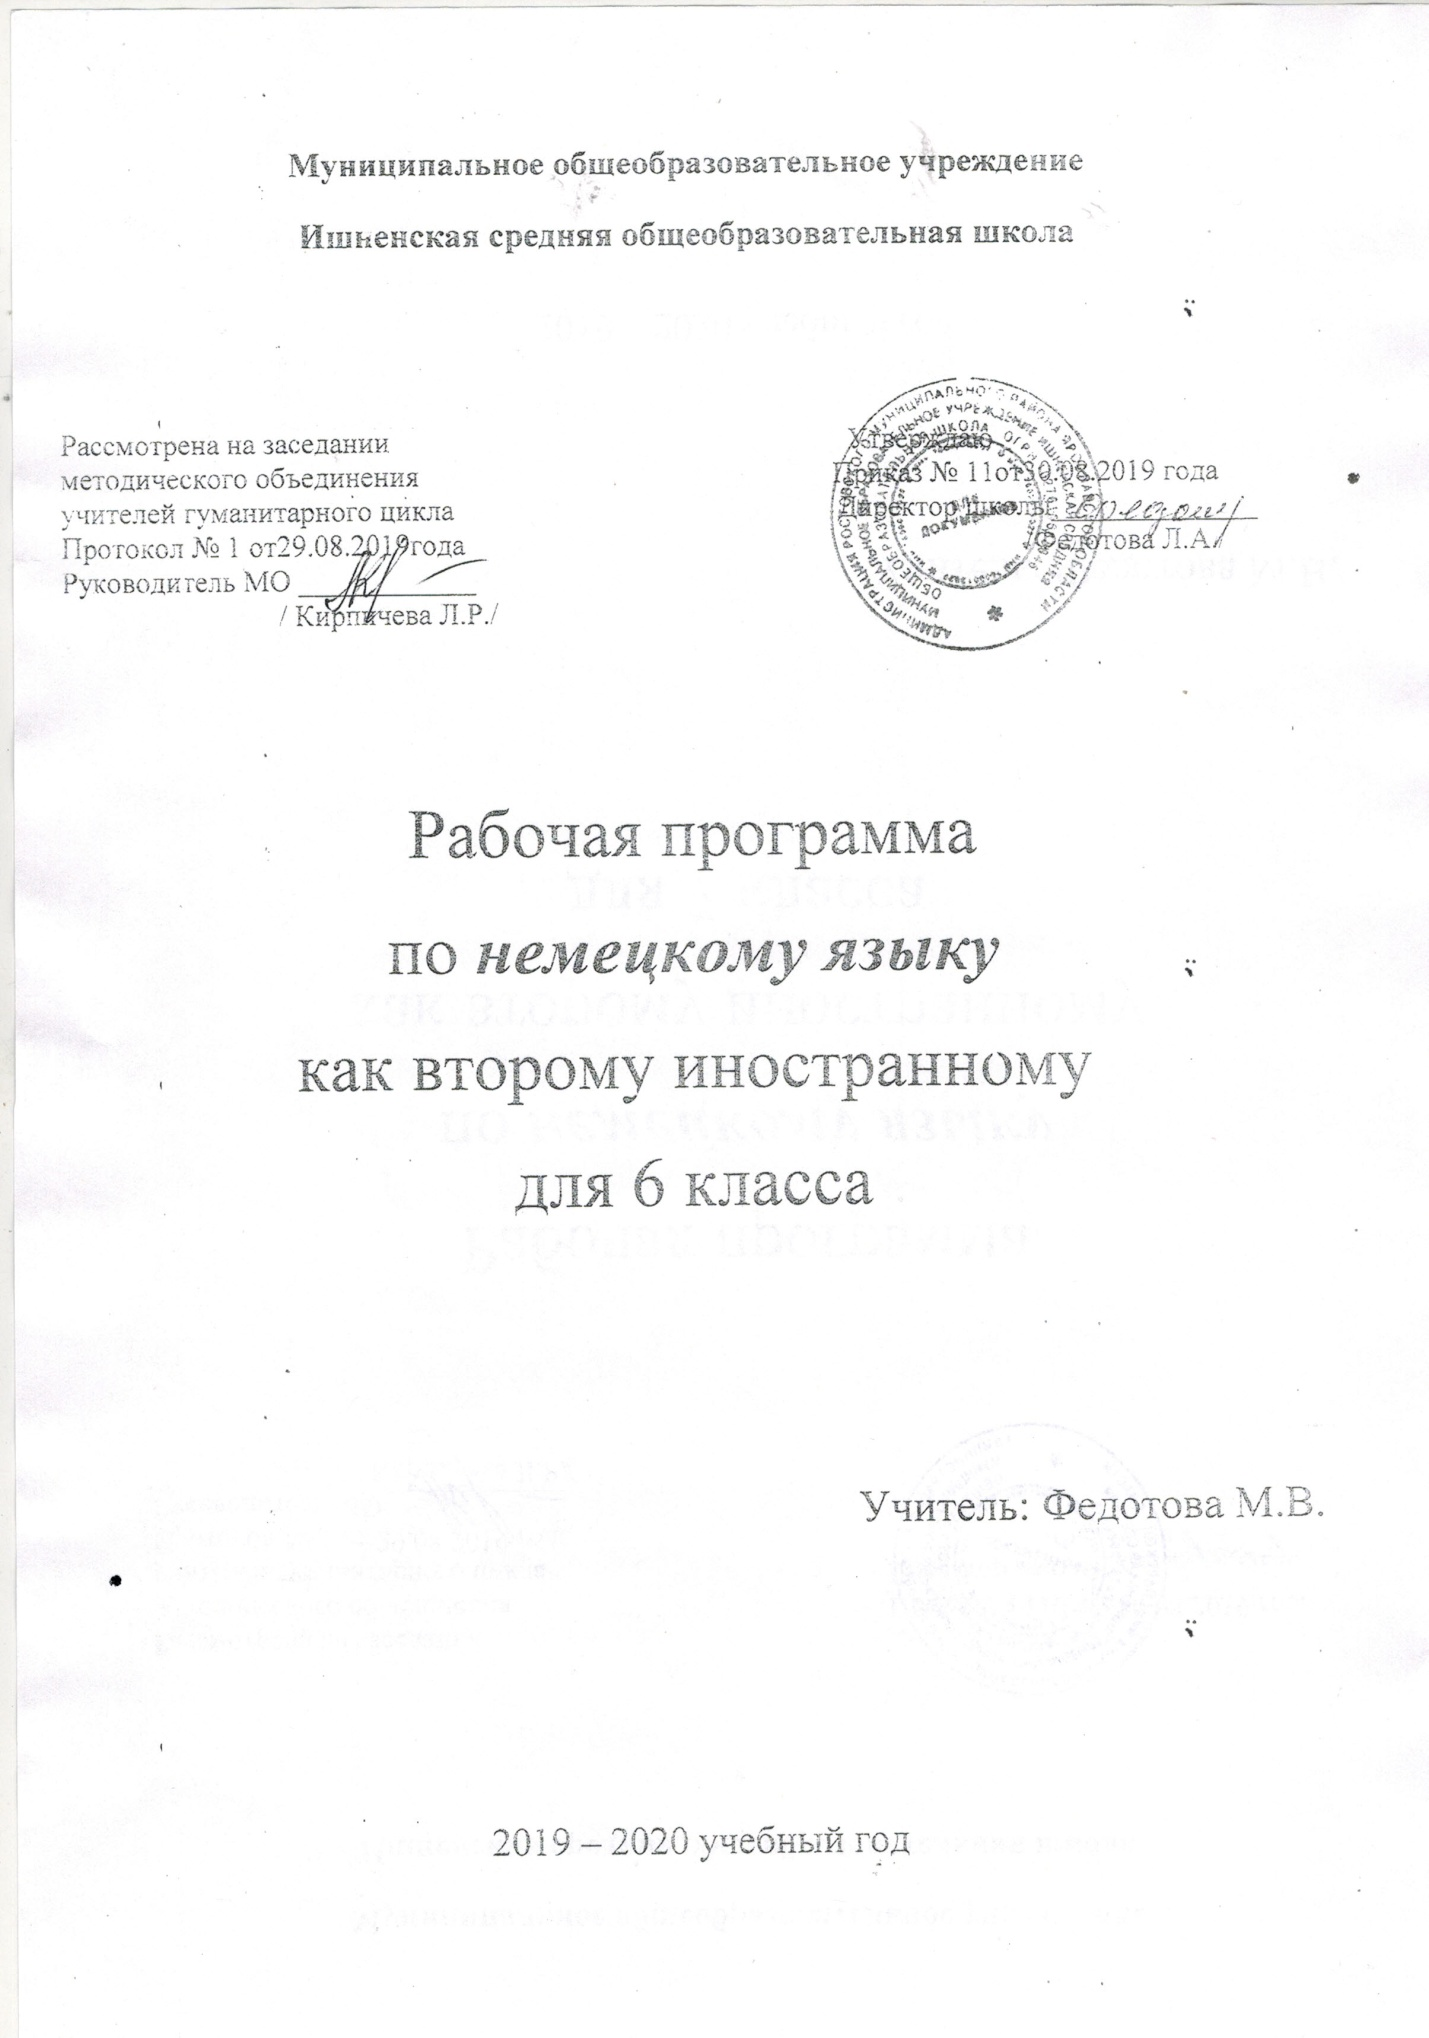 Муниципальное общеобразовательное учреждение
Ишненская средняя общеобразовательная школа
Рассмотрена на заседании
методического объединения
учителей гуманитарного цикла
Протокол № 1 от29.08.2019года
Руководитель МО
/ Кирпичева Л.Р./
Утверждаю
Приказ № 11от30.08.2019 года
Директор школы
/Федотова Л.А/
ДЛЯ
ДОКУМЕНТОВ
Рабочая программа
по немецкому языку
как второму иностранному
для 6 класса
Учитель: Федотова М.В.
2019 – 2020 учебный год